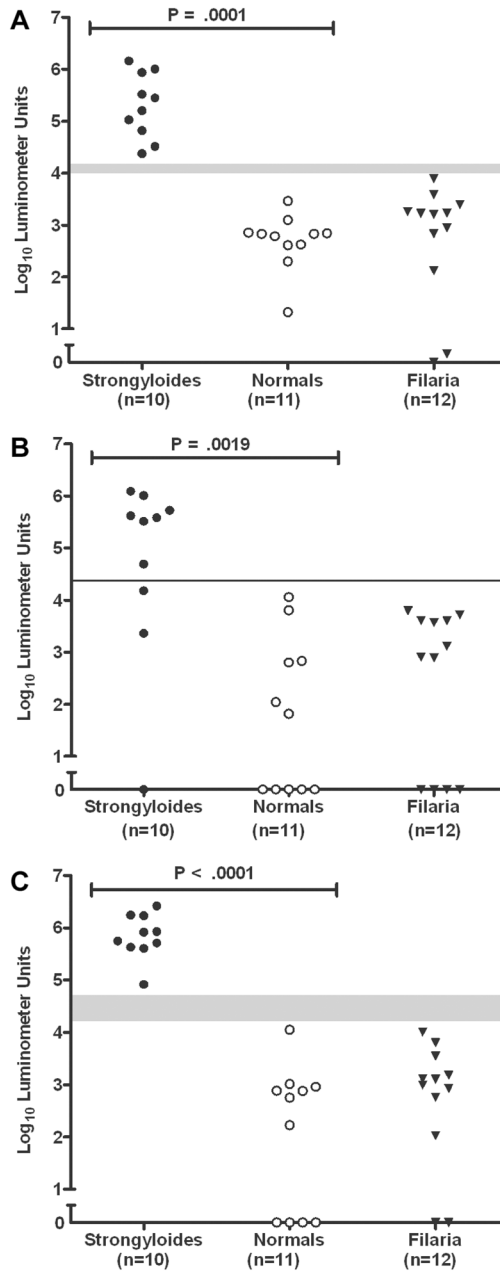 A
P = .0001
7
6
5
4
3
2
1
0
Log10 Luminometer Units
Strongyloides Normals Filaria
(n=10) (n=11) (n=12)
B
P = .0019
7
6
5
4
3
2
1
0
Log10 Luminometer Units
Strongyloides Normals Filaria
(n=10) (n=11) (n=12)
C
P < .0001
7
6
5
4
3
2
1
0
Log10 Luminometer Units
Strongyloides Normals Filaria
(n=10) (n=11) (n=12)